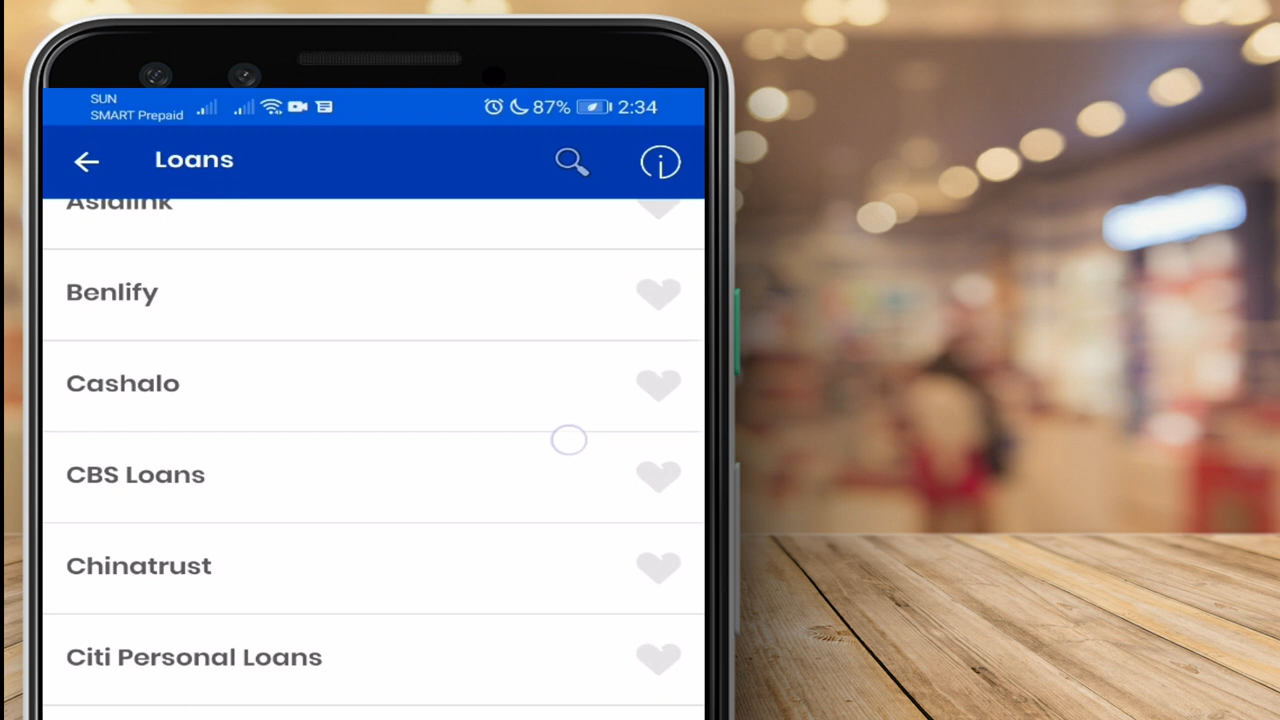 SUN
SMART Prepaid
87% 2:34
Loans
Asialink
Benlify
Cashalo
CBS Loans
Chinatrust
Citi Personal Loans